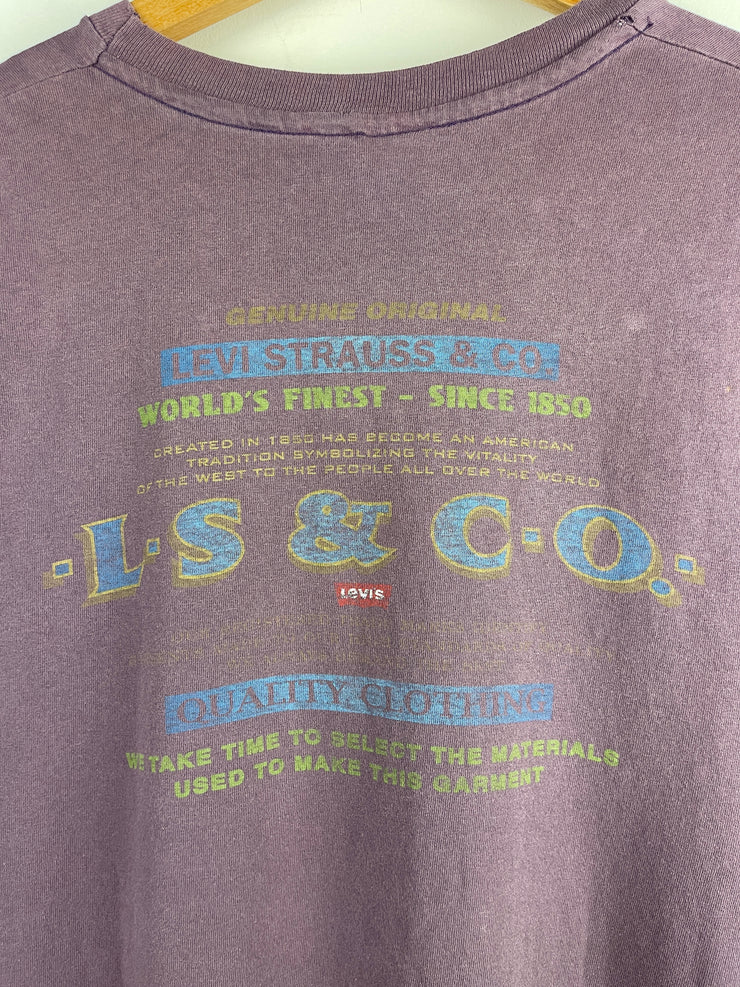 GENUINE ORIGINAL
LEVI STRAUSS & CO.
WORLD'S FINEST - SINCE 1850
CREATED IN 1850 HAS BECOME AN AMERICAN
TRADITION SYMBOLIZING THE VITALITY
OF THE WEST TO THE PEOPLE ALL OVER THE WORLD
·L·S & C·O.·
LEVI'S
QUALITY CLOTHING
WE TAKE TIME TO SELECT THE MATERIALS
USED TO MAKE THIS GARMENT